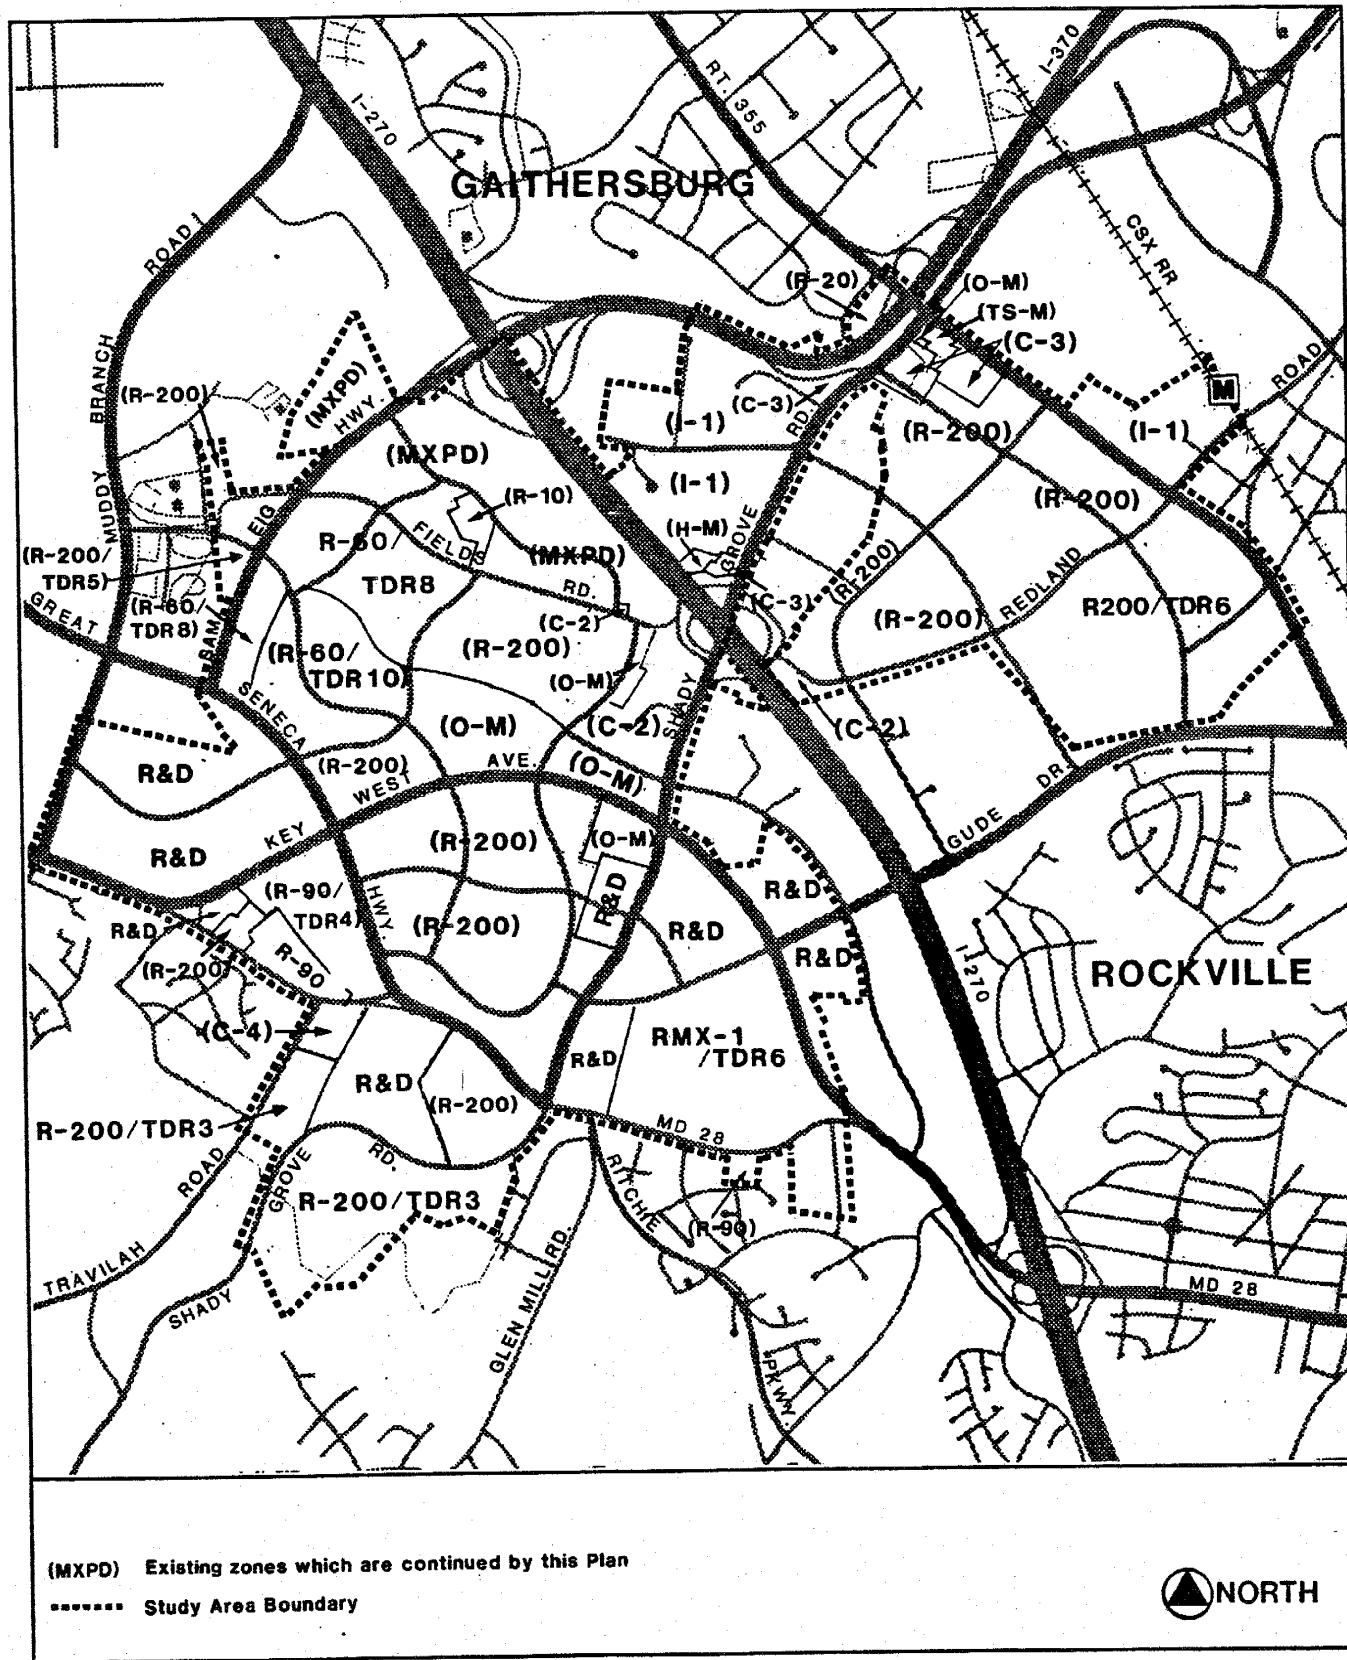 I-270
RT. 355
I-370
GAITHERSBURG
CSX RR
ROAD I
(R-20)
(O-M)
(TS-M)
(C-3)
M
ROAD
MUDDY BRANCH
(R-200)
(MXPD)
HWY.
(I-1)
(C-3)
RD.
(R-200)
(I-1)
(MXPD)
(R-10)
(I-1)
(R-200)
EIG
R-60/
TDR8
FIELDS
RD.
(MXPD)
(H-M)
GROVE
(R-200/
TDR5)
(R-60/
TDR8)
GREAT
SAM
(C-2)
(C-3)
(R-200)
(R-200)
REDLAND
R200/TDR6
(R-60/
TDR10)
(R-200)
(O-M)
SENECA
(O-M)
(C-2)
SHADY
(C-2)
R&D
(R-200)
WEST
AVE.
(O-M)
DR.
R&D
KEY
(R-200)
(O-M)
GUDE
R&D
(R-90/
TDR4)
HWY.
R&D
R&D
(R-200)
R&D
R&D
(R-200)
R-90
I-270
ROCKVILLE
(C-4)
R&D
RMX-1
/TDR6
R&D
(R-200)
R-200/TDR3
MD 28
ROAD
GROVE
RD.
R-200/TDR3
RITCHIE
(R-90)
TRAVILAH
SHADY
GLEN MILL RD.
MD 28
PKWY.
(MXPD) Existing zones which are continued by this Plan
Study Area Boundary
NORTH